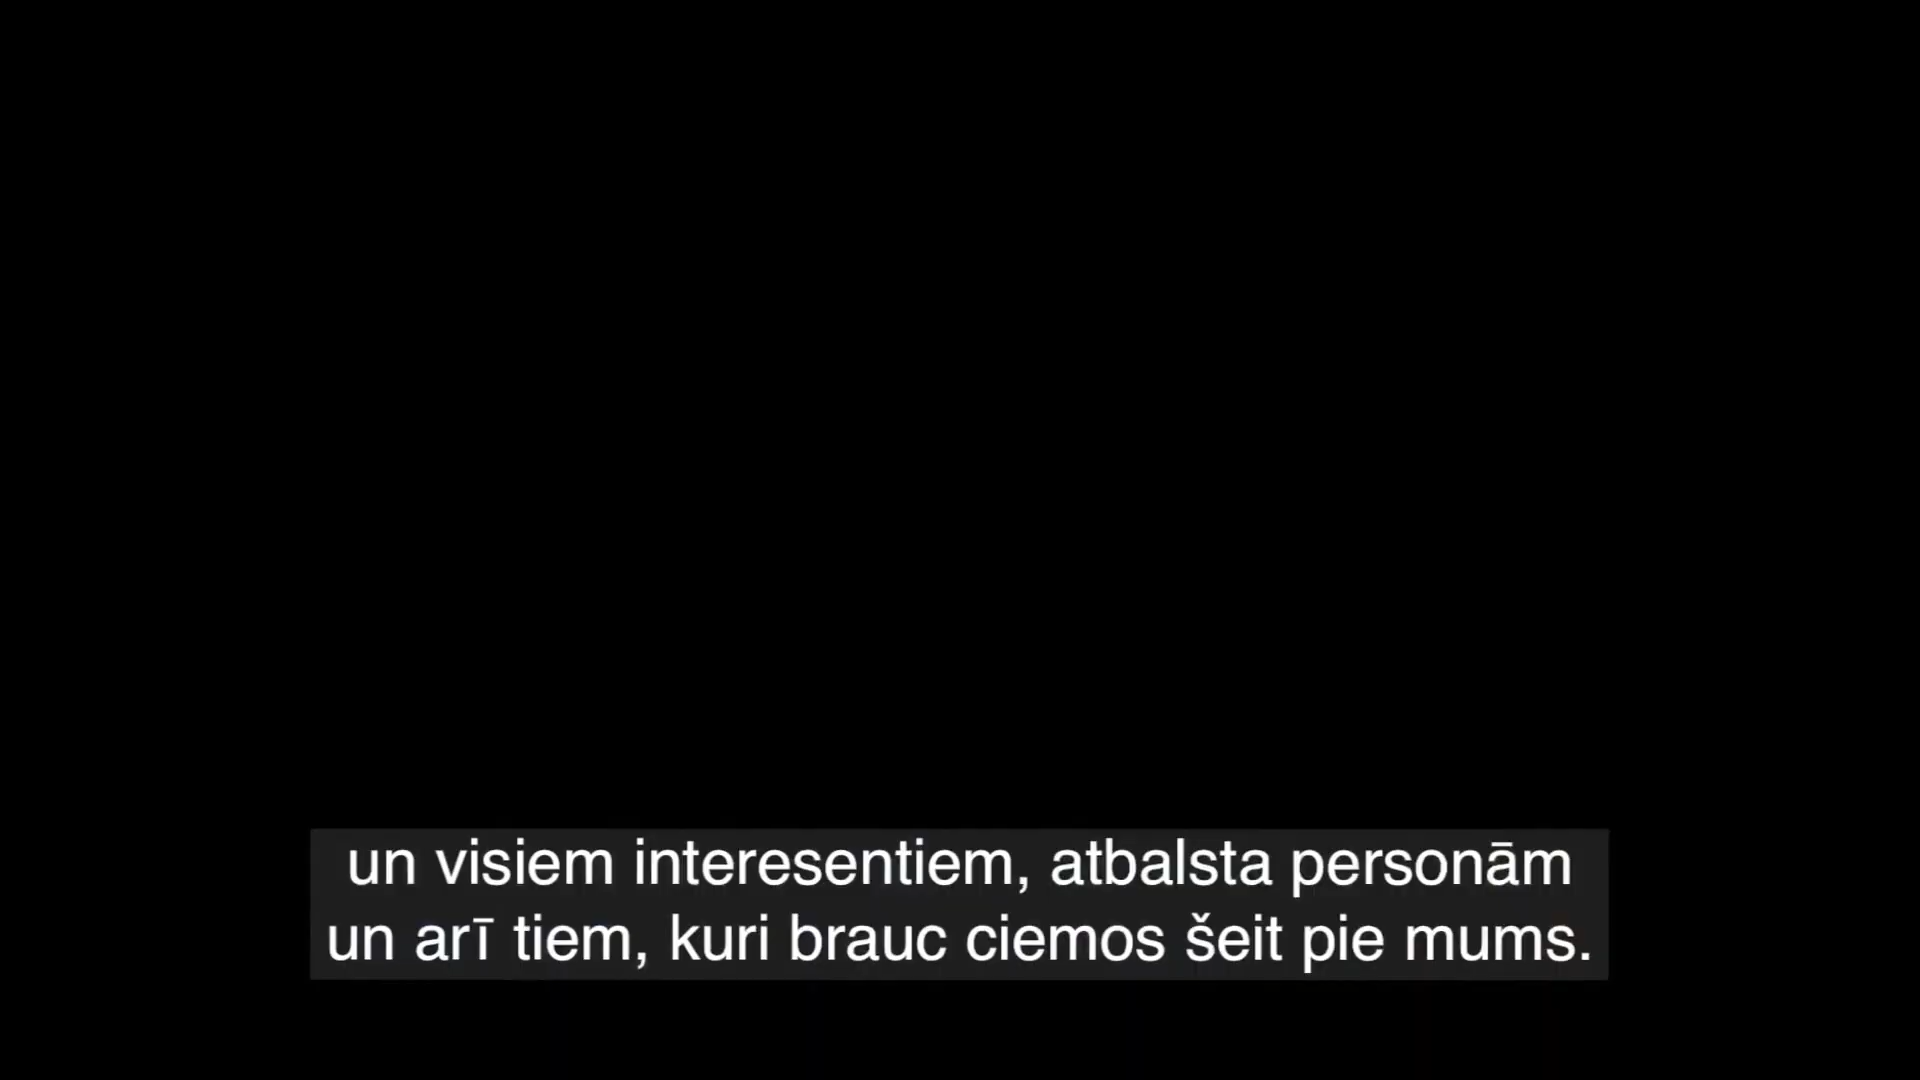 un visiem interesentiem, atbalsta personām
un arī tiem, kuri brauc ciemos šeit pie mums.